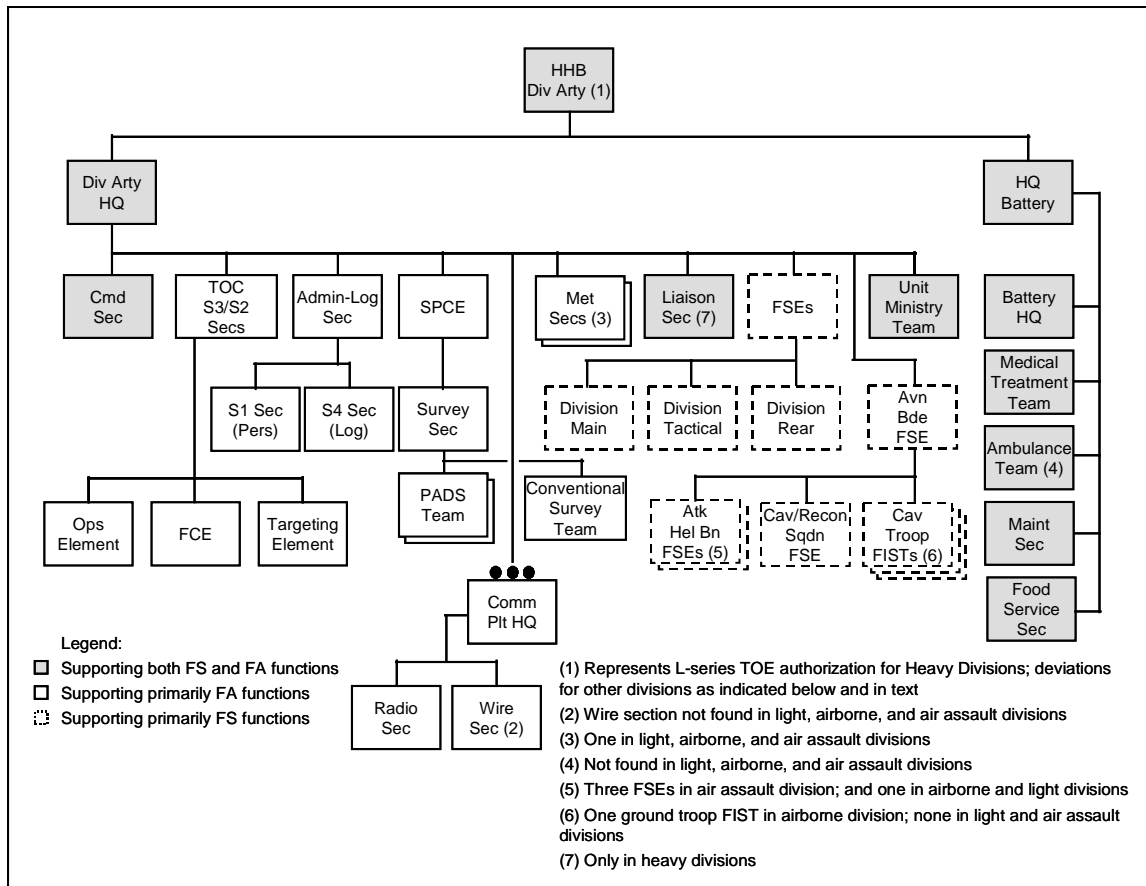 HHB
Div Arty (1)
Div Arty
HQ
HQ
Battery
Cmd
Sec
TOC
S3/S2
Secs
Admin-Log
Sec
SPCE
Met
Secs (3)
Liaison
Sec (7)
FSEs
Unit
Ministry
Team
Battery
HQ
S1 Sec
(Pers)
S4 Sec
(Log)
Survey
Sec
Division
Main
Division
Tactical
Division
Rear
Avn
Bde
FSE
Medical
Treatment
Team
Ambulance
Team (4)
Ops
Element
FCE
Targeting
Element
PADS
Team
Conventional
Survey
Team
Atk
Hel Bn
FSEs (5)
Cav/Recon
Sqdn
FSE
Cav
Troop
FISTs (6)
Maint
Sec
Food
Service
Sec
Comm
Plt HQ
Radio
Sec
Wire
Sec (2)
Legend:
Supporting both FS and FA functions
Supporting primarily FA functions
Supporting primarily FS functions
(1) Represents L-series TOE authorization for Heavy Divisions; deviations
for other divisions as indicated below and in text
(2) Wire section not found in light, airborne, and air assault divisions
(3) One in light, airborne, and air assault divisions
(4) Not found in light, airborne, and air assault divisions
(5) Three FSEs in air assault division; and one in airborne and light divisions
(6) One ground troop FIST in airborne division; none in light and air assault
divisions
(7) Only in heavy divisions